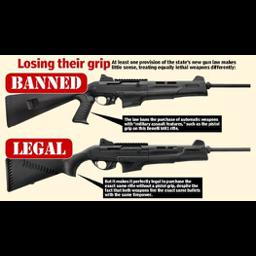 Losing their grip
At least one provision of the state's new gun law makes
little sense, treating equally lethal weapons differently:
BANNED
The law bans the purchase of automatic weapons
with "military assault features," such as the pistol
grip on this Benelli MR1 rifle.
LEGAL
But it makes it perfectly legal to purchase the
exact same rifle without a pistol grip, despite the
fact that both weapons fire the exact same bullets
with the same firepower.